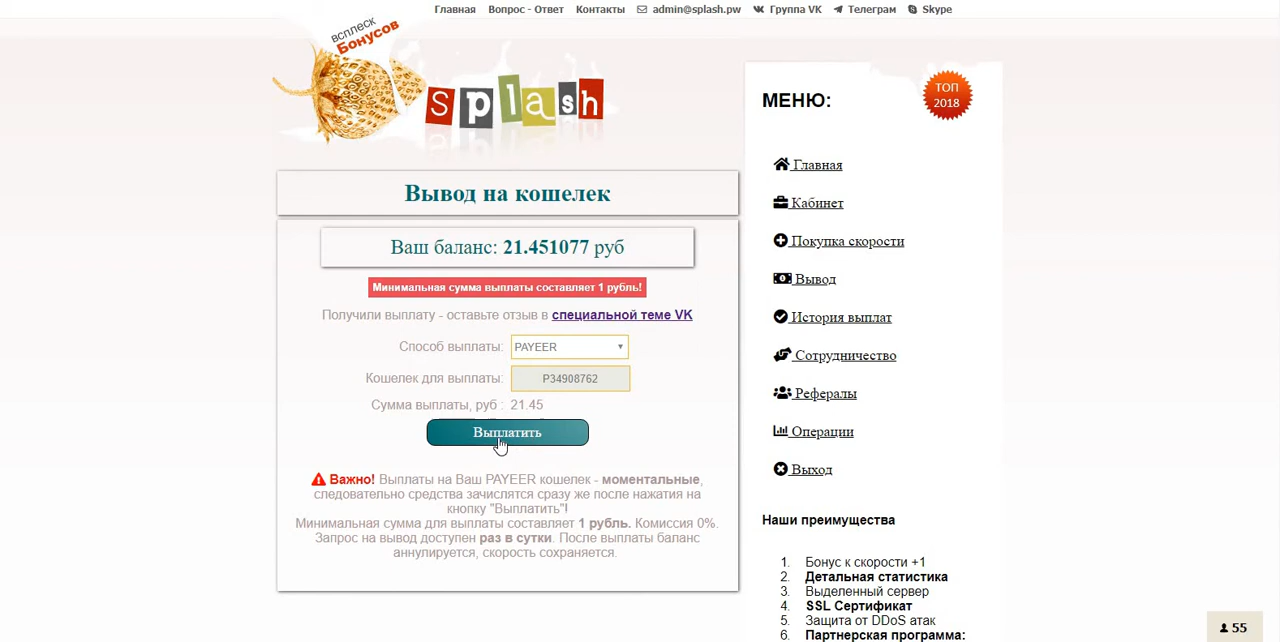 Главная Вопрос - Ответ Контакты admin@splash.pw Группа VK Телеграм Skype
всплеск
Бонусов
Splash
Вывод на кошелек
Ваш баланс: 21.451077 руб
Минимальная сумма выплаты составляет 1 рубль!
Получили выплату - оставьте отзыв в специальной теме VK
Способ выплаты: PAYEER
Кошелек для выплаты: P34908762
Сумма выплаты, руб : 21.45
Выплатить
Важно! Выплаты на Ваш PAYEER кошелек - моментальные,
следовательно средства зачислятся сразу же после нажатия на
кнопку "Выплатить"!
Минимальная сумма для выплаты составляет 1 рубль. Комиссия 0%.
Запрос на вывод доступен раз в сутки. После выплаты баланс
аннулируется, скорость сохраняется.
МЕНЮ:
ТОП
2018
Главная
Кабинет
Покупка скорости
Вывод
История выплат
Сотрудничество
Рефералы
Операции
Выход
Наши преимущества
1. Бонус к скорости +1
2. Детальная статистика
3. Выделенный сервер
4. SSL Сертификат
5. Защита от DDoS атак
6. Партнерская программа:
55